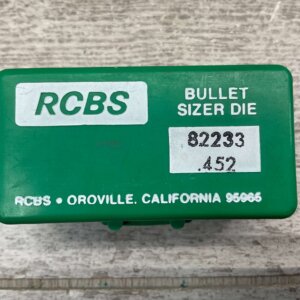 RCBS
BULLET
SIZER DIE
82233
.452
RCBS • OROVILLE, CALIFORNIA 95965